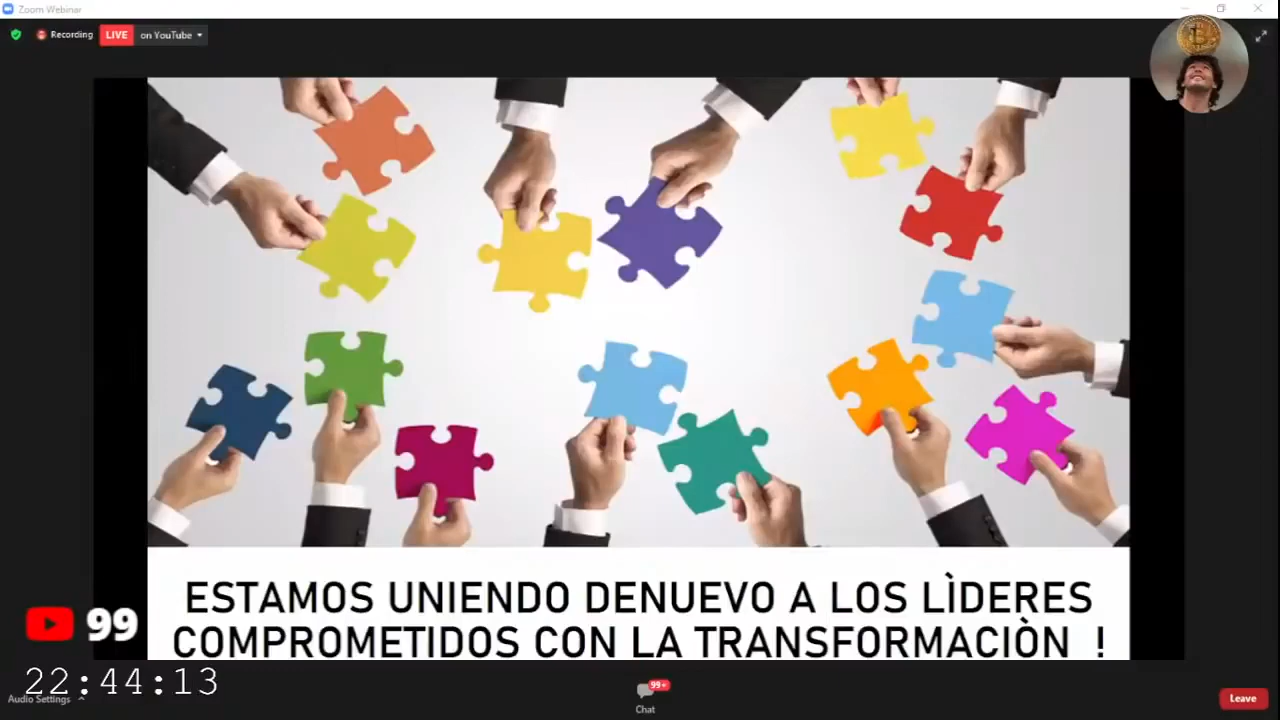 Zoom Webinar
Recording
LIVE
on YouTube
ESTAMOS UNIENDO DENUEVO A LOS LÌDERES
COMPROMETIDOS CON LA TRANSFORMACIÒN !
99
22:44:13
Audio Settings
99+
Chat
Leave